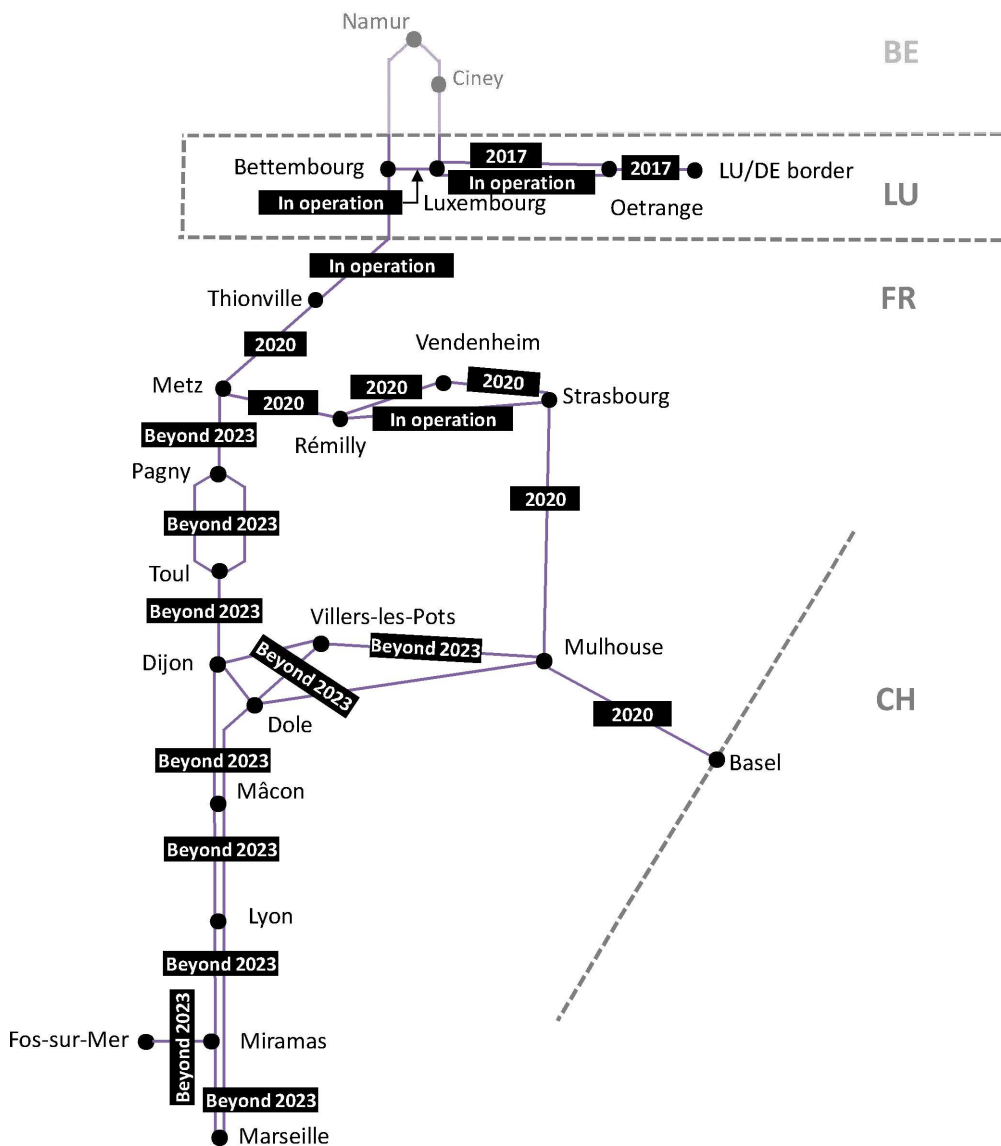 Namur
BE
Ciney
2017
Bettembourg
2017
LU/DE border
In operation
In operation
Luxembourg
Oetrange
LU
In operation
Thionville
FR
2020
Vendenheim
2020
2020
Metz
2020
Strasbourg
In operation
Rémilly
Beyond 2023
Pagny
2020
Beyond 2023
Toul
Beyond 2023
Villers-les-Pots
Beyond 2023
Mulhouse
Dijon
Beyond 2023
CH
Dole
2020
Beyond 2023
Basel
Mâcon
Beyond 2023
Lyon
Beyond 2023
Fos-sur-Mer
Beyond 2023
Miramas
Beyond 2023
Marseille